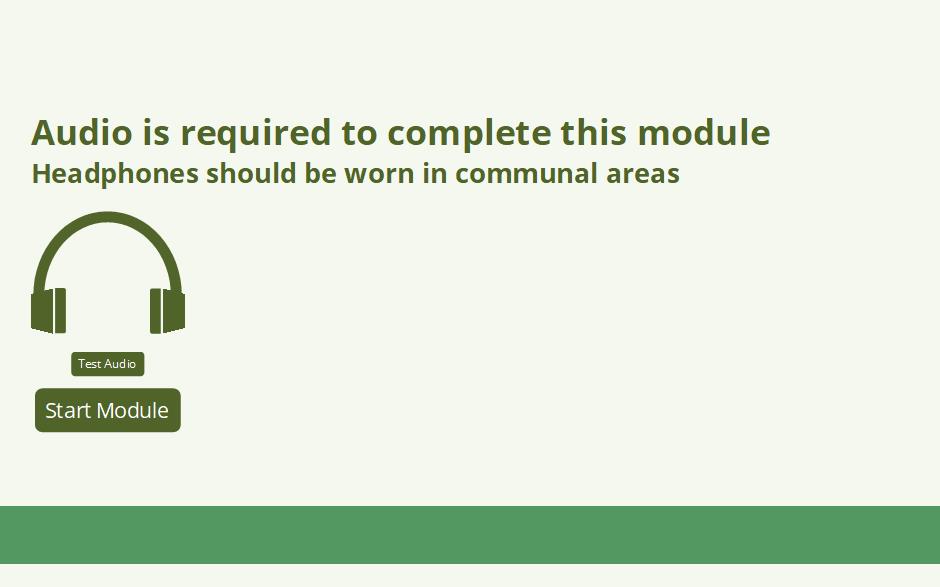 Audio is required to complete this module
Headphones should be worn in communal areas
Test Audio
Start Module